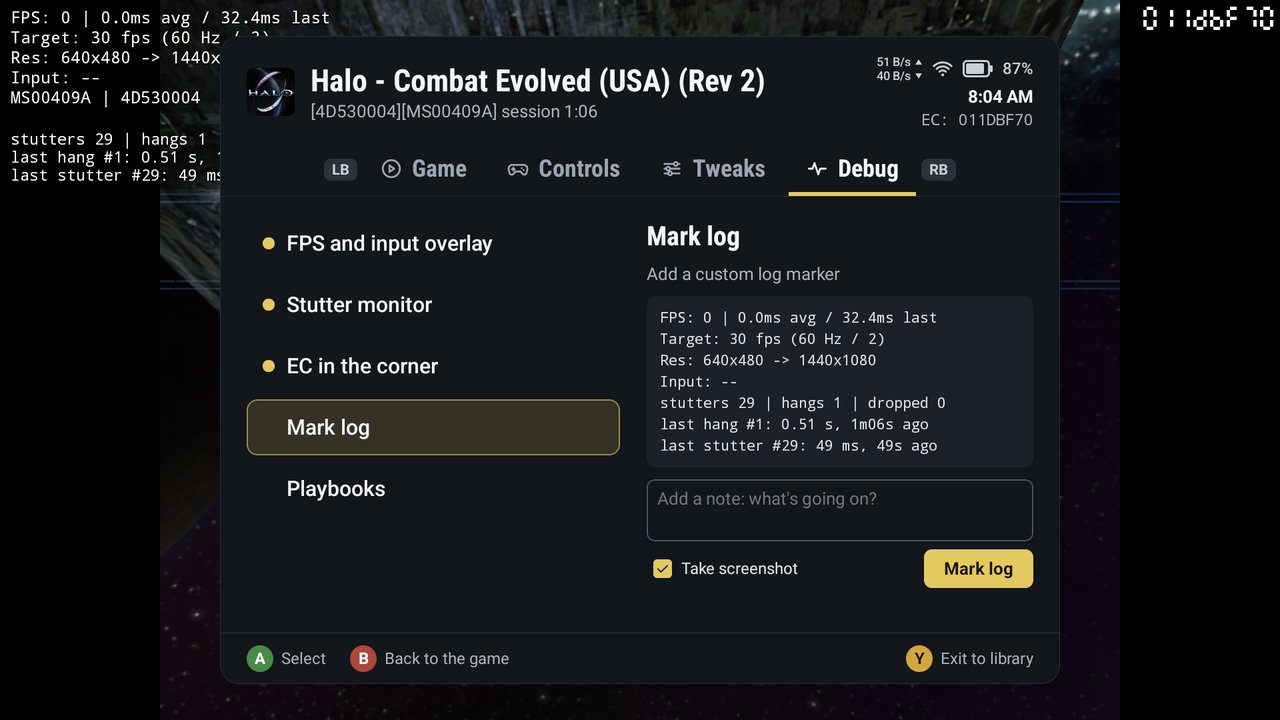 FPS: 0 | 0.0ms avg / 32.4ms last
Target: 30 fps (60 Hz / 2)
Res: 640x480 -> 1440x
Input: --
MS00409A | 4D530004
stutters 29 | hangs 1
last hang #1: 0.51 s,
last stutter #29: 49 ms
011dbF70
HALO
Halo - Combat Evolved (USA) (Rev 2)
[4D530004][MS00409A] session 1:06
51 B/s ▲
40 B/s ▼
87%
8:04 AM
EC: 011DBF70
LB
Game
Controls
Tweaks
Debug
RB
FPS and input overlay
Stutter monitor
EC in the corner
Mark log
Playbooks
Mark log
Add a custom log marker
FPS: 0 | 0.0ms avg / 32.4ms last
Target: 30 fps (60 Hz / 2)
Res: 640x480 -> 1440x1080
Input: --
stutters 29 | hangs 1 | dropped 0
last hang #1: 0.51 s, 1m06s ago
last stutter #29: 49 ms, 49s ago
Add a note: what's going on?
Take screenshot
Mark log
A Select
B Back to the game
Y Exit to library